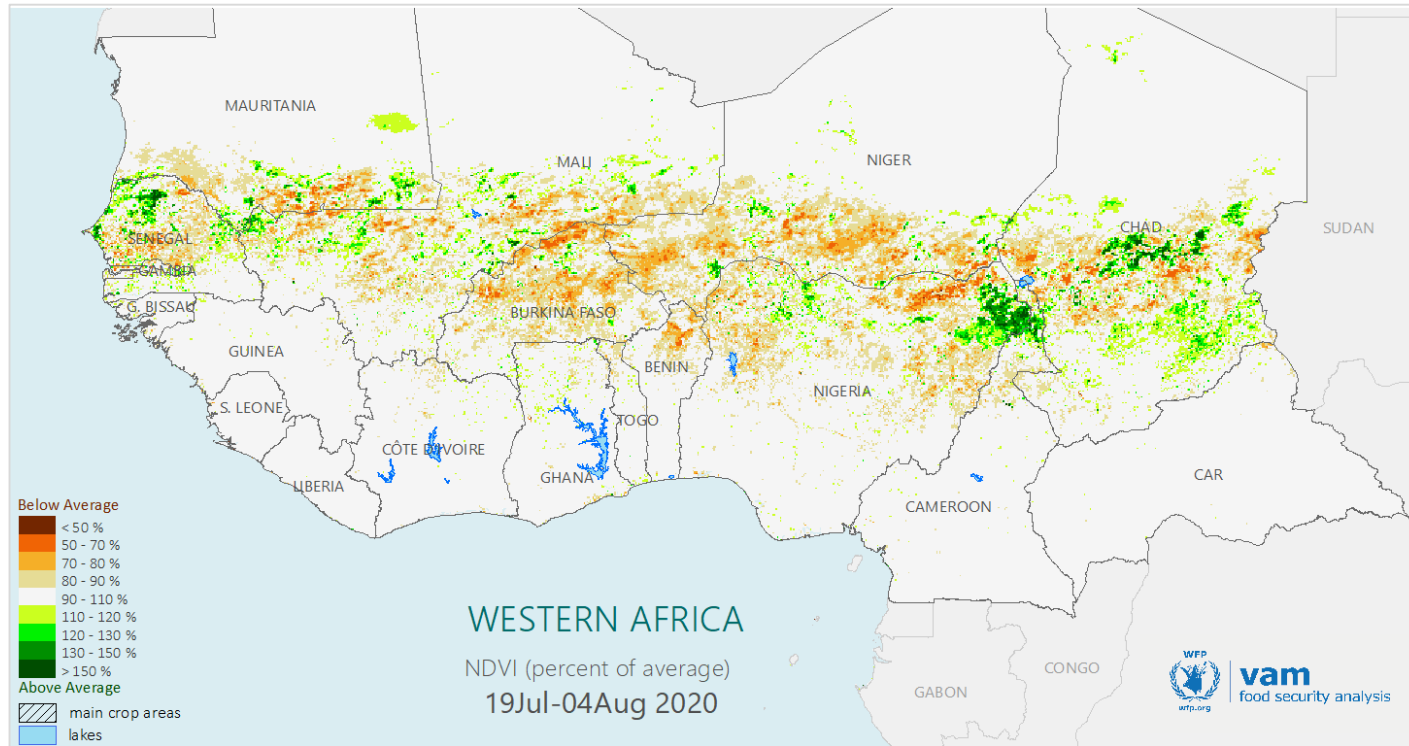 MAURITANIA
MALI
NIGER
CHAD
SUDAN
SENEGAL
GAMBIA
G. BISSAU
BURKINA FASO
GUINEA
BENIN
NIGERIA
S. LEONE
TOGO
CÔTE D'IVOIRE
GHANA
LIBERIA
CAMEROON
CAR
CONGO
GABON
Below Average
< 50 %
50 - 70 %
70 - 80 %
80 - 90 %
90 - 110 %
110 - 120 %
120 - 130 %
130 - 150 %
> 150 %
Above Average
main crop areas
lakes
WESTERN AFRICA
NDVI (percent of average)
19Jul-04Aug 2020
WFP
wfp.org
vam
food security analysis